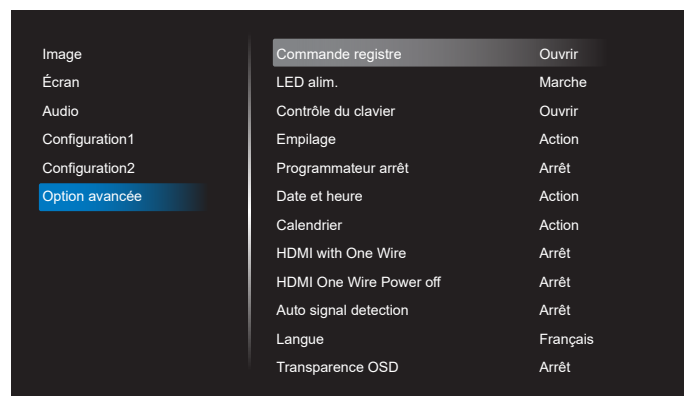 Image
Écran
Audio
Configuration1
Configuration2
Option avancée
Commande registre Ouvrir
LED alim. Marche
Contrôle du clavier Ouvrir
Empilage Action
Programmateur arrêt Arrêt
Date et heure Action
Calendrier Action
HDMI with One Wire Arrêt
HDMI One Wire Power off Arrêt
Auto signal detection Arrêt
Langue Français
Transparence OSD Arrêt